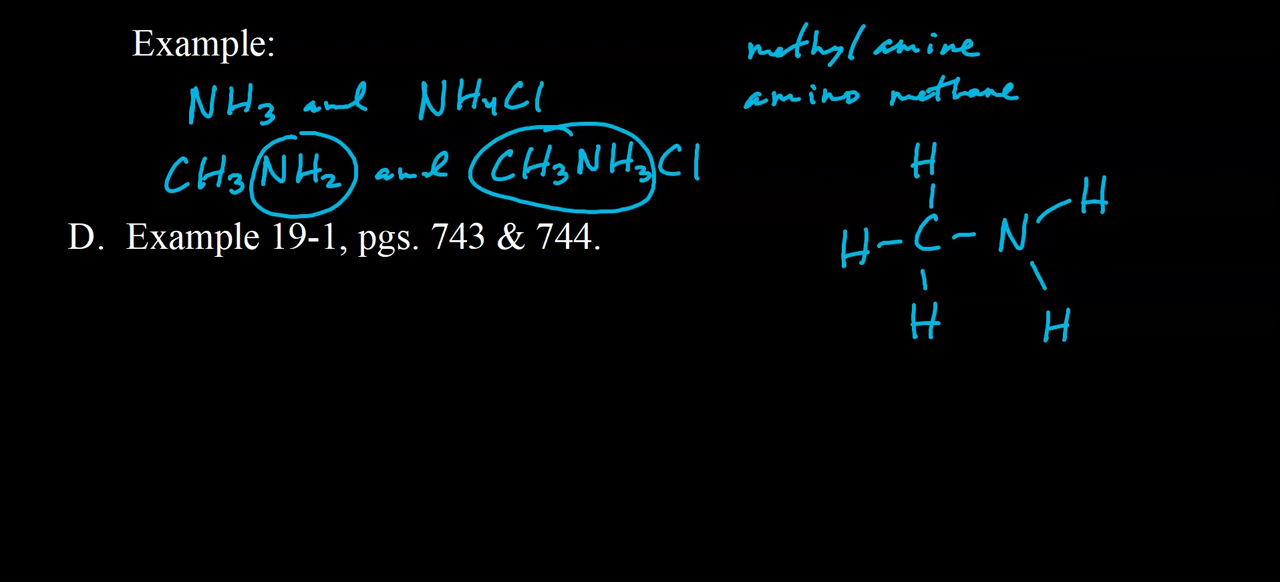 Example:
NH3 and NH4Cl
CH3NH2 and CH3NH3Cl
D. Example 19-1, pgs. 743 & 744.
methyl amine
amino methane
H
H-C-N-H
H H